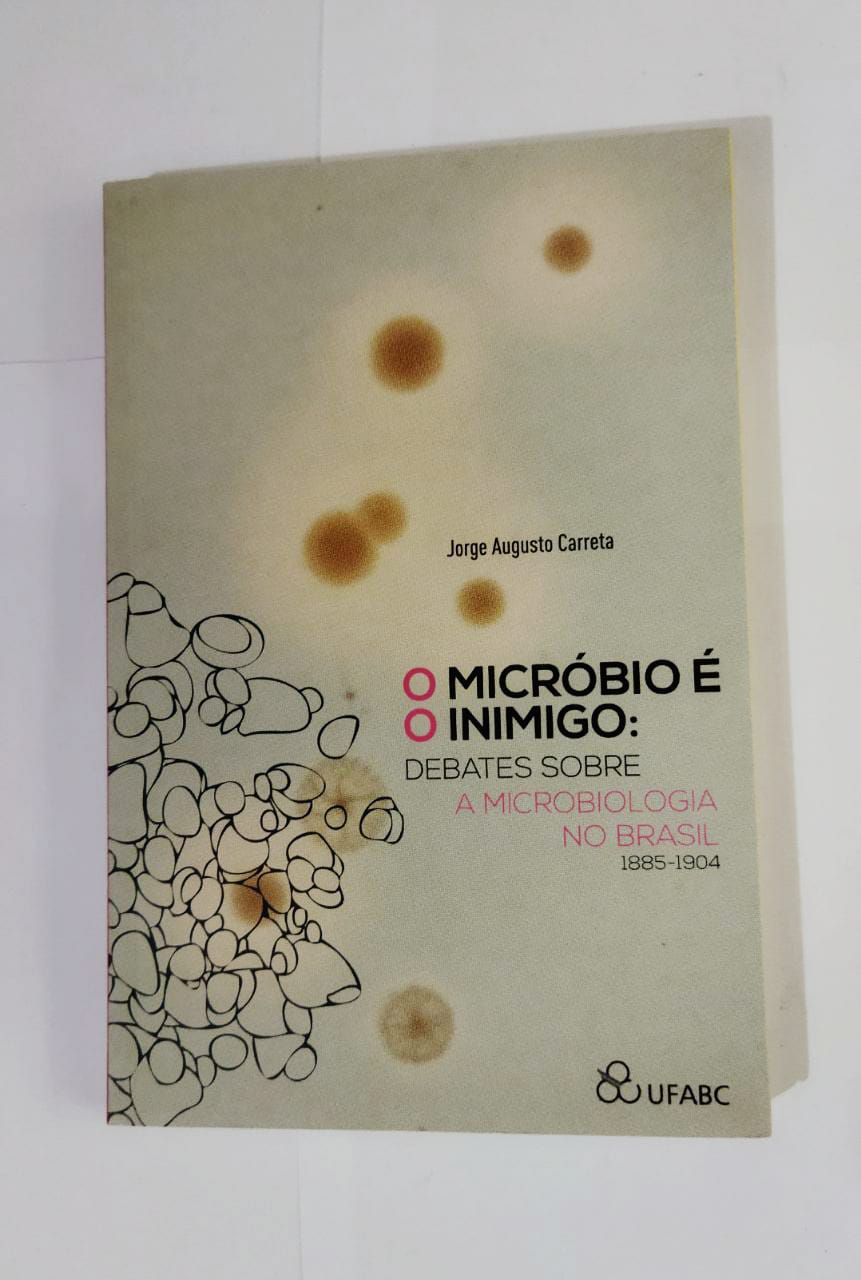 Jorge Augusto Carreta
O MICRÓBIO É
O INIMIGO:
DEBATES SOBRE
A MICROBIOLOGIA
NO BRASIL
1885-1904
UFABC